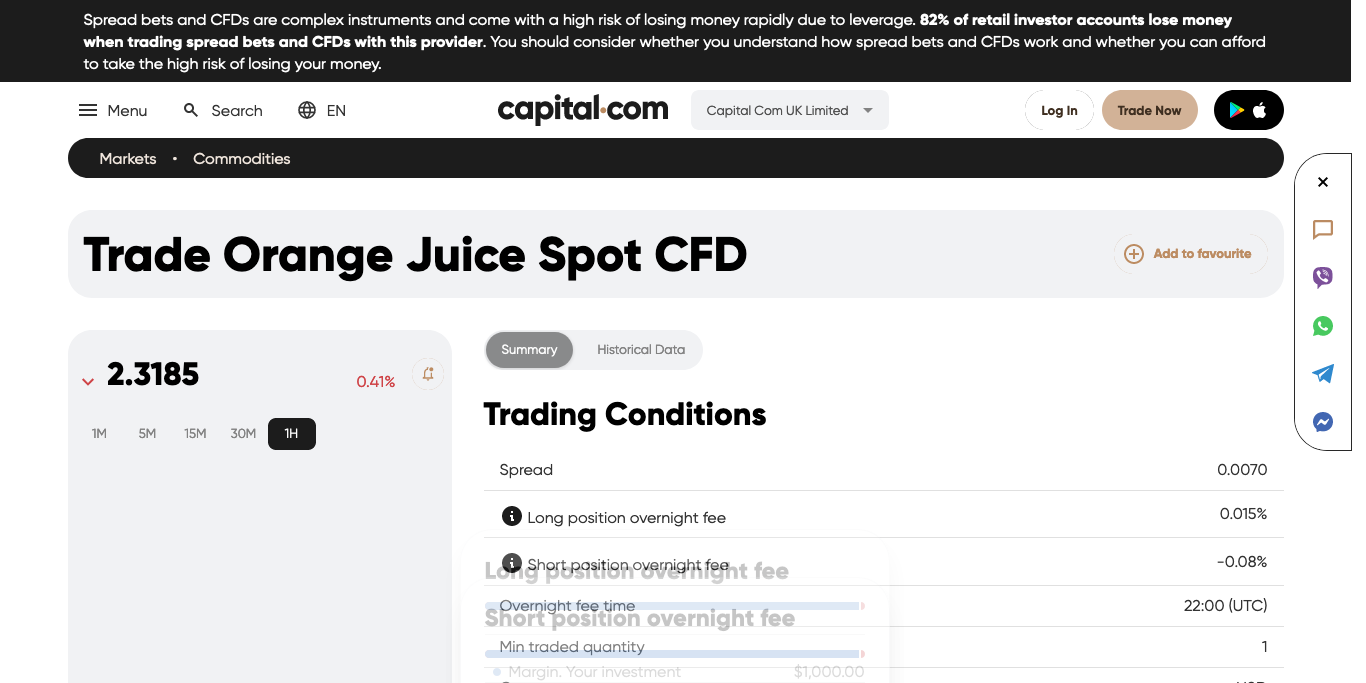 Spread bets and CFDs are complex instruments and come with a high risk of losing money rapidly due to leverage. 82% of retail investor accounts lose money
when trading spread bets and CFDs with this provider. You should consider whether you understand how spread bets and CFDs work and whether you can afford
to take the high risk of losing your money.
Menu Search EN capital.com Capital Com UK Limited Log In Trade Now
Markets • Commodities
Trade Orange Juice Spot CFD Add to favourite
2.3185 0.41%
1M 5M 15M 30M 1H
Summary Historical Data
Trading Conditions
Spread 0.0070
Long position overnight fee 0.015%
Short position overnight fee -0.08%
Long position overnight fee
Overnight fee time 22:00 (UTC)
Short position overnight fee
Min traded quantity 1
Margin. Your investment $1,000.00